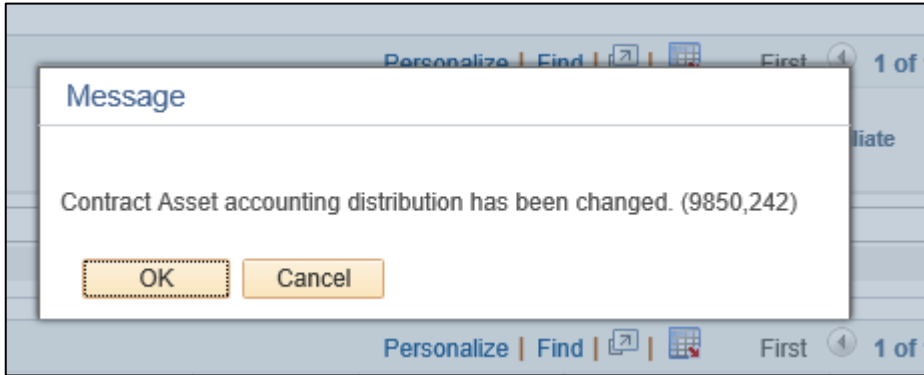 Personalize | Find | | First 1 of
Message
liate
Contract Asset accounting distribution has been changed. (9850,242)
OK Cancel
Personalize | Find | | First 1 of